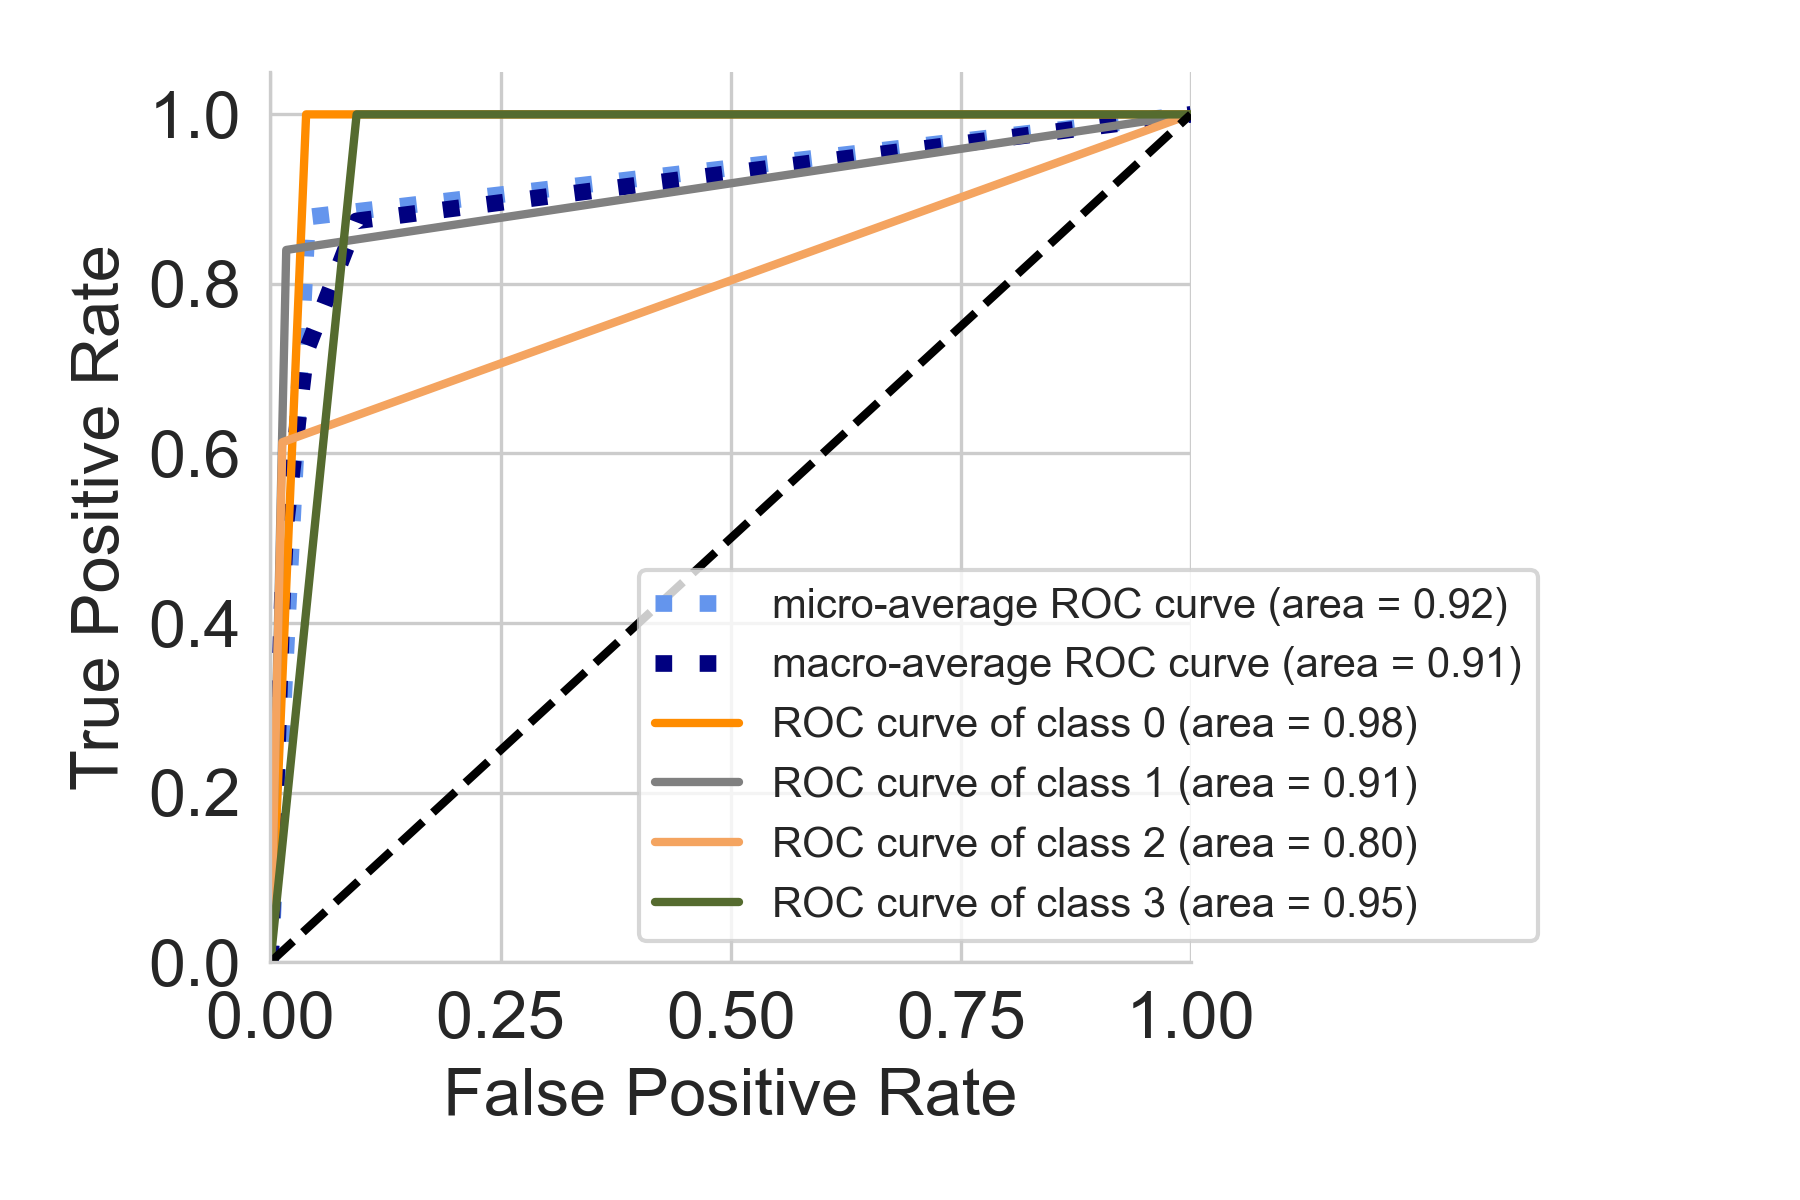 1.0
0.8
0.6
0.4
0.2
0.0
True Positive Rate
0.00 0.25 0.50 0.75 1.00
False Positive Rate
micro-average ROC curve (area = 0.92)
macro-average ROC curve (area = 0.91)
ROC curve of class 0 (area = 0.98)
ROC curve of class 1 (area = 0.91)
ROC curve of class 2 (area = 0.80)
ROC curve of class 3 (area = 0.95)